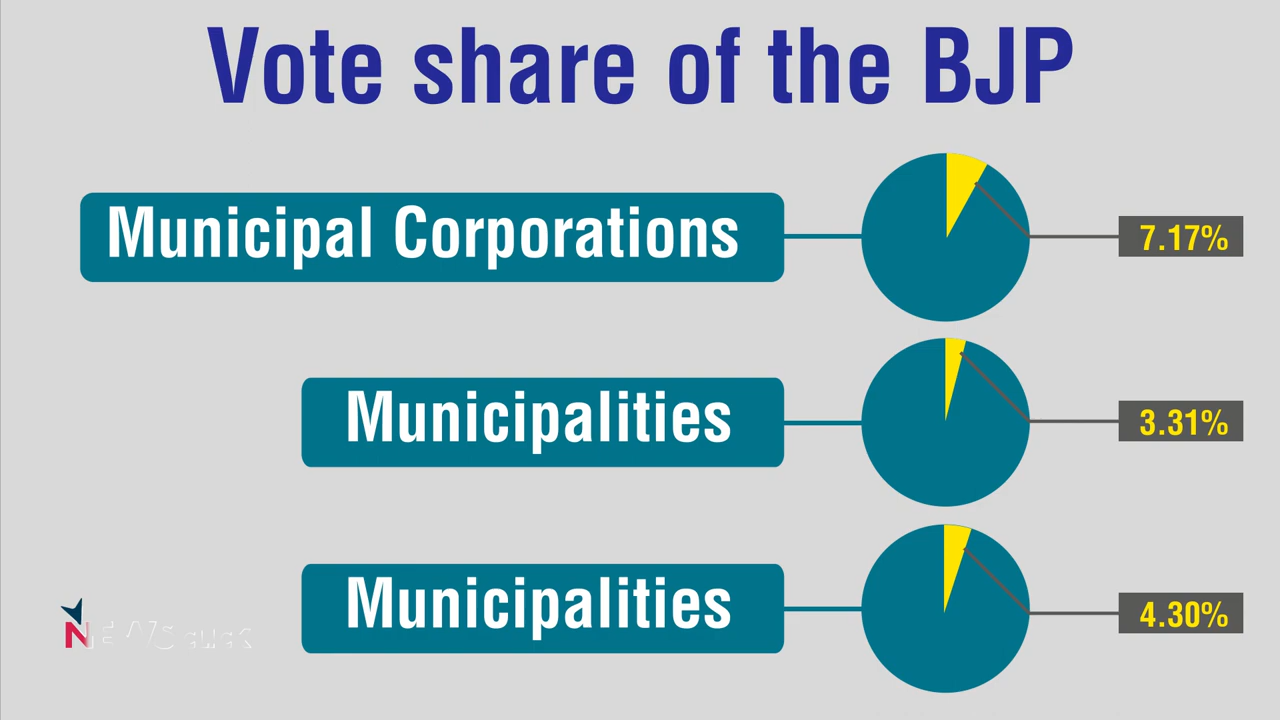 Vote share of the BJP
Municipal Corporations
7.17%
Municipalities
3.31%
Municipalities
4.30%